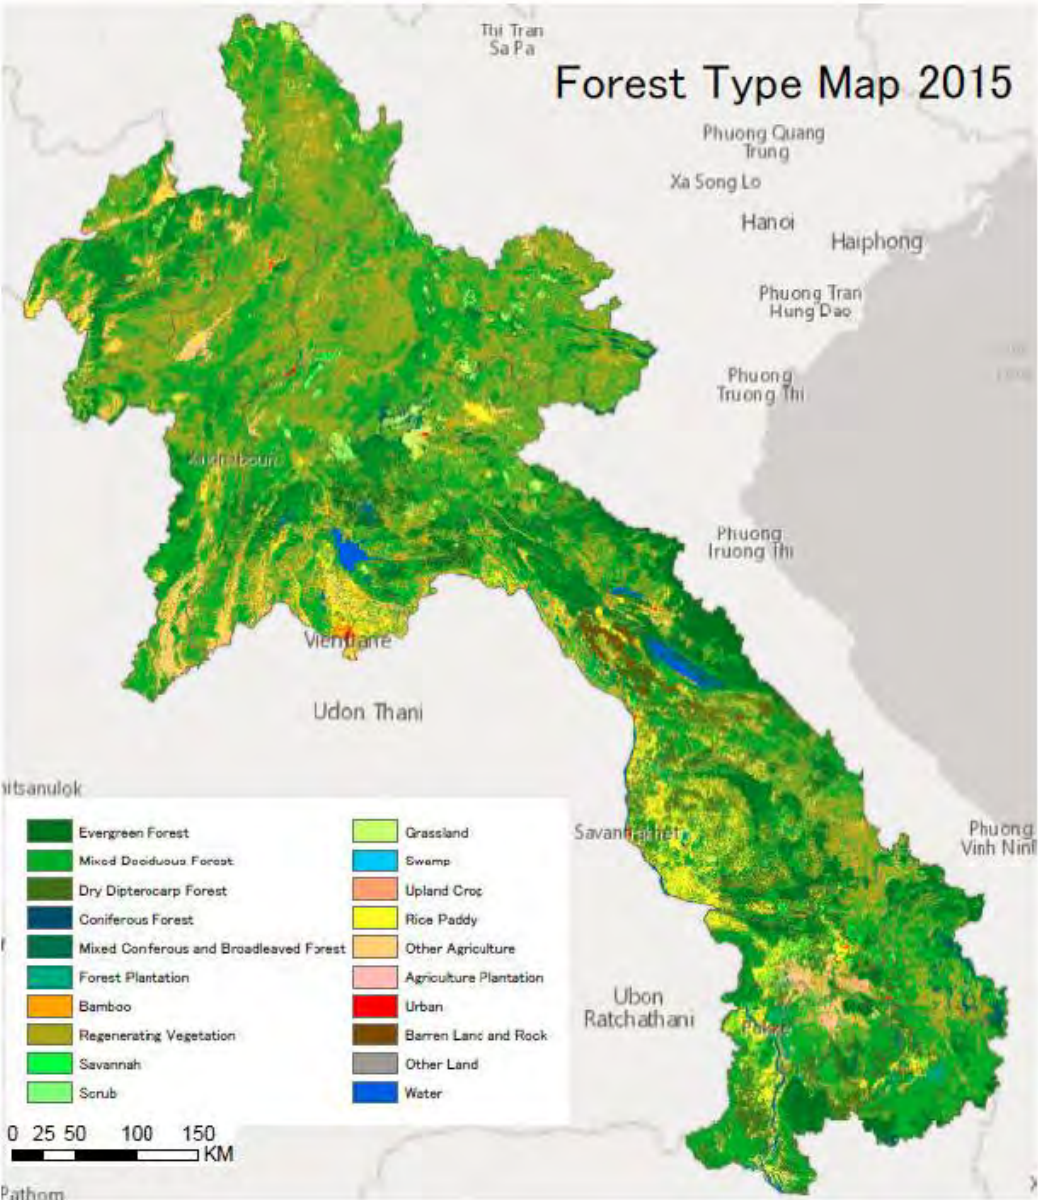 Thi Tran
Sa Pa
Forest Type Map 2015
Phuong Quang
Trung
Xa Song Lo
Hanoi
Haiphong
Phuong Tran
Hung Dao
Phuong
Truong Thi
Phuong
Truong Thi
Vientiane
Udon Thani
hitsanulok
Savannakhet
Phuong
Vinh Ninh
Ubon
Ratchathani
Pakse
Evergreen Forest
Mixed Deciduous Forest
Dry Dipterocarp Forest
Coniferous Forest
Mixed Conferous and Broadleaved Forest
Forest Plantation
Bamboo
Regenerating Vegetation
Savannah
Scrub
Grassland
Swamp
Upland Crop
Rice Paddy
Other Agriculture
Agriculture Plantation
Urban
Barren Land and Rock
Other Land
Water
0 25 50 100 150
KM
Pathom